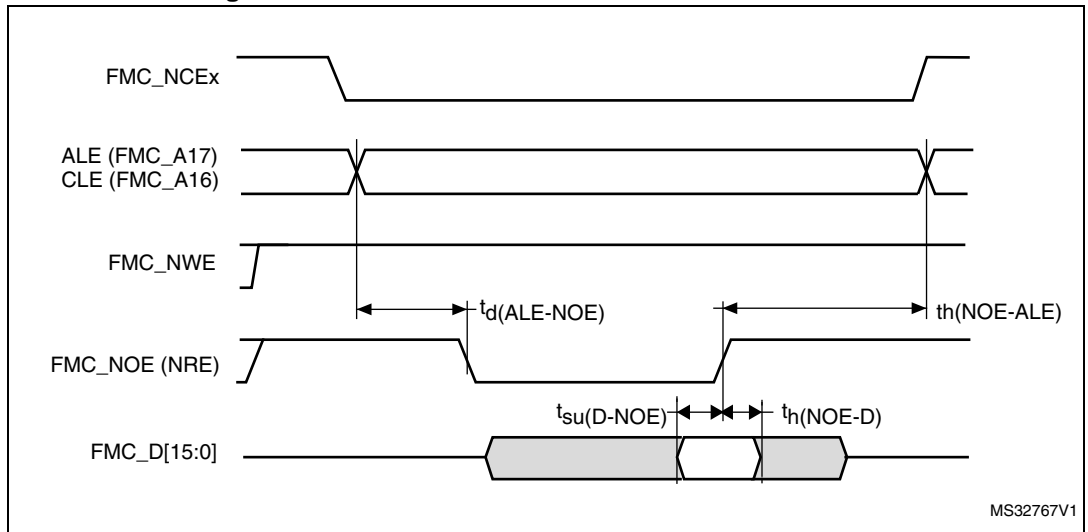 FMC_NCEx
ALE (FMC_A17)
CLE (FMC_A16)
FMC_NWE
td(ALE-NOE)
th(NOE-ALE)
FMC_NOE (NRE)
tsu(D-NOE)
th(NOE-D)
FMC_D[15:0]
MS32767V1